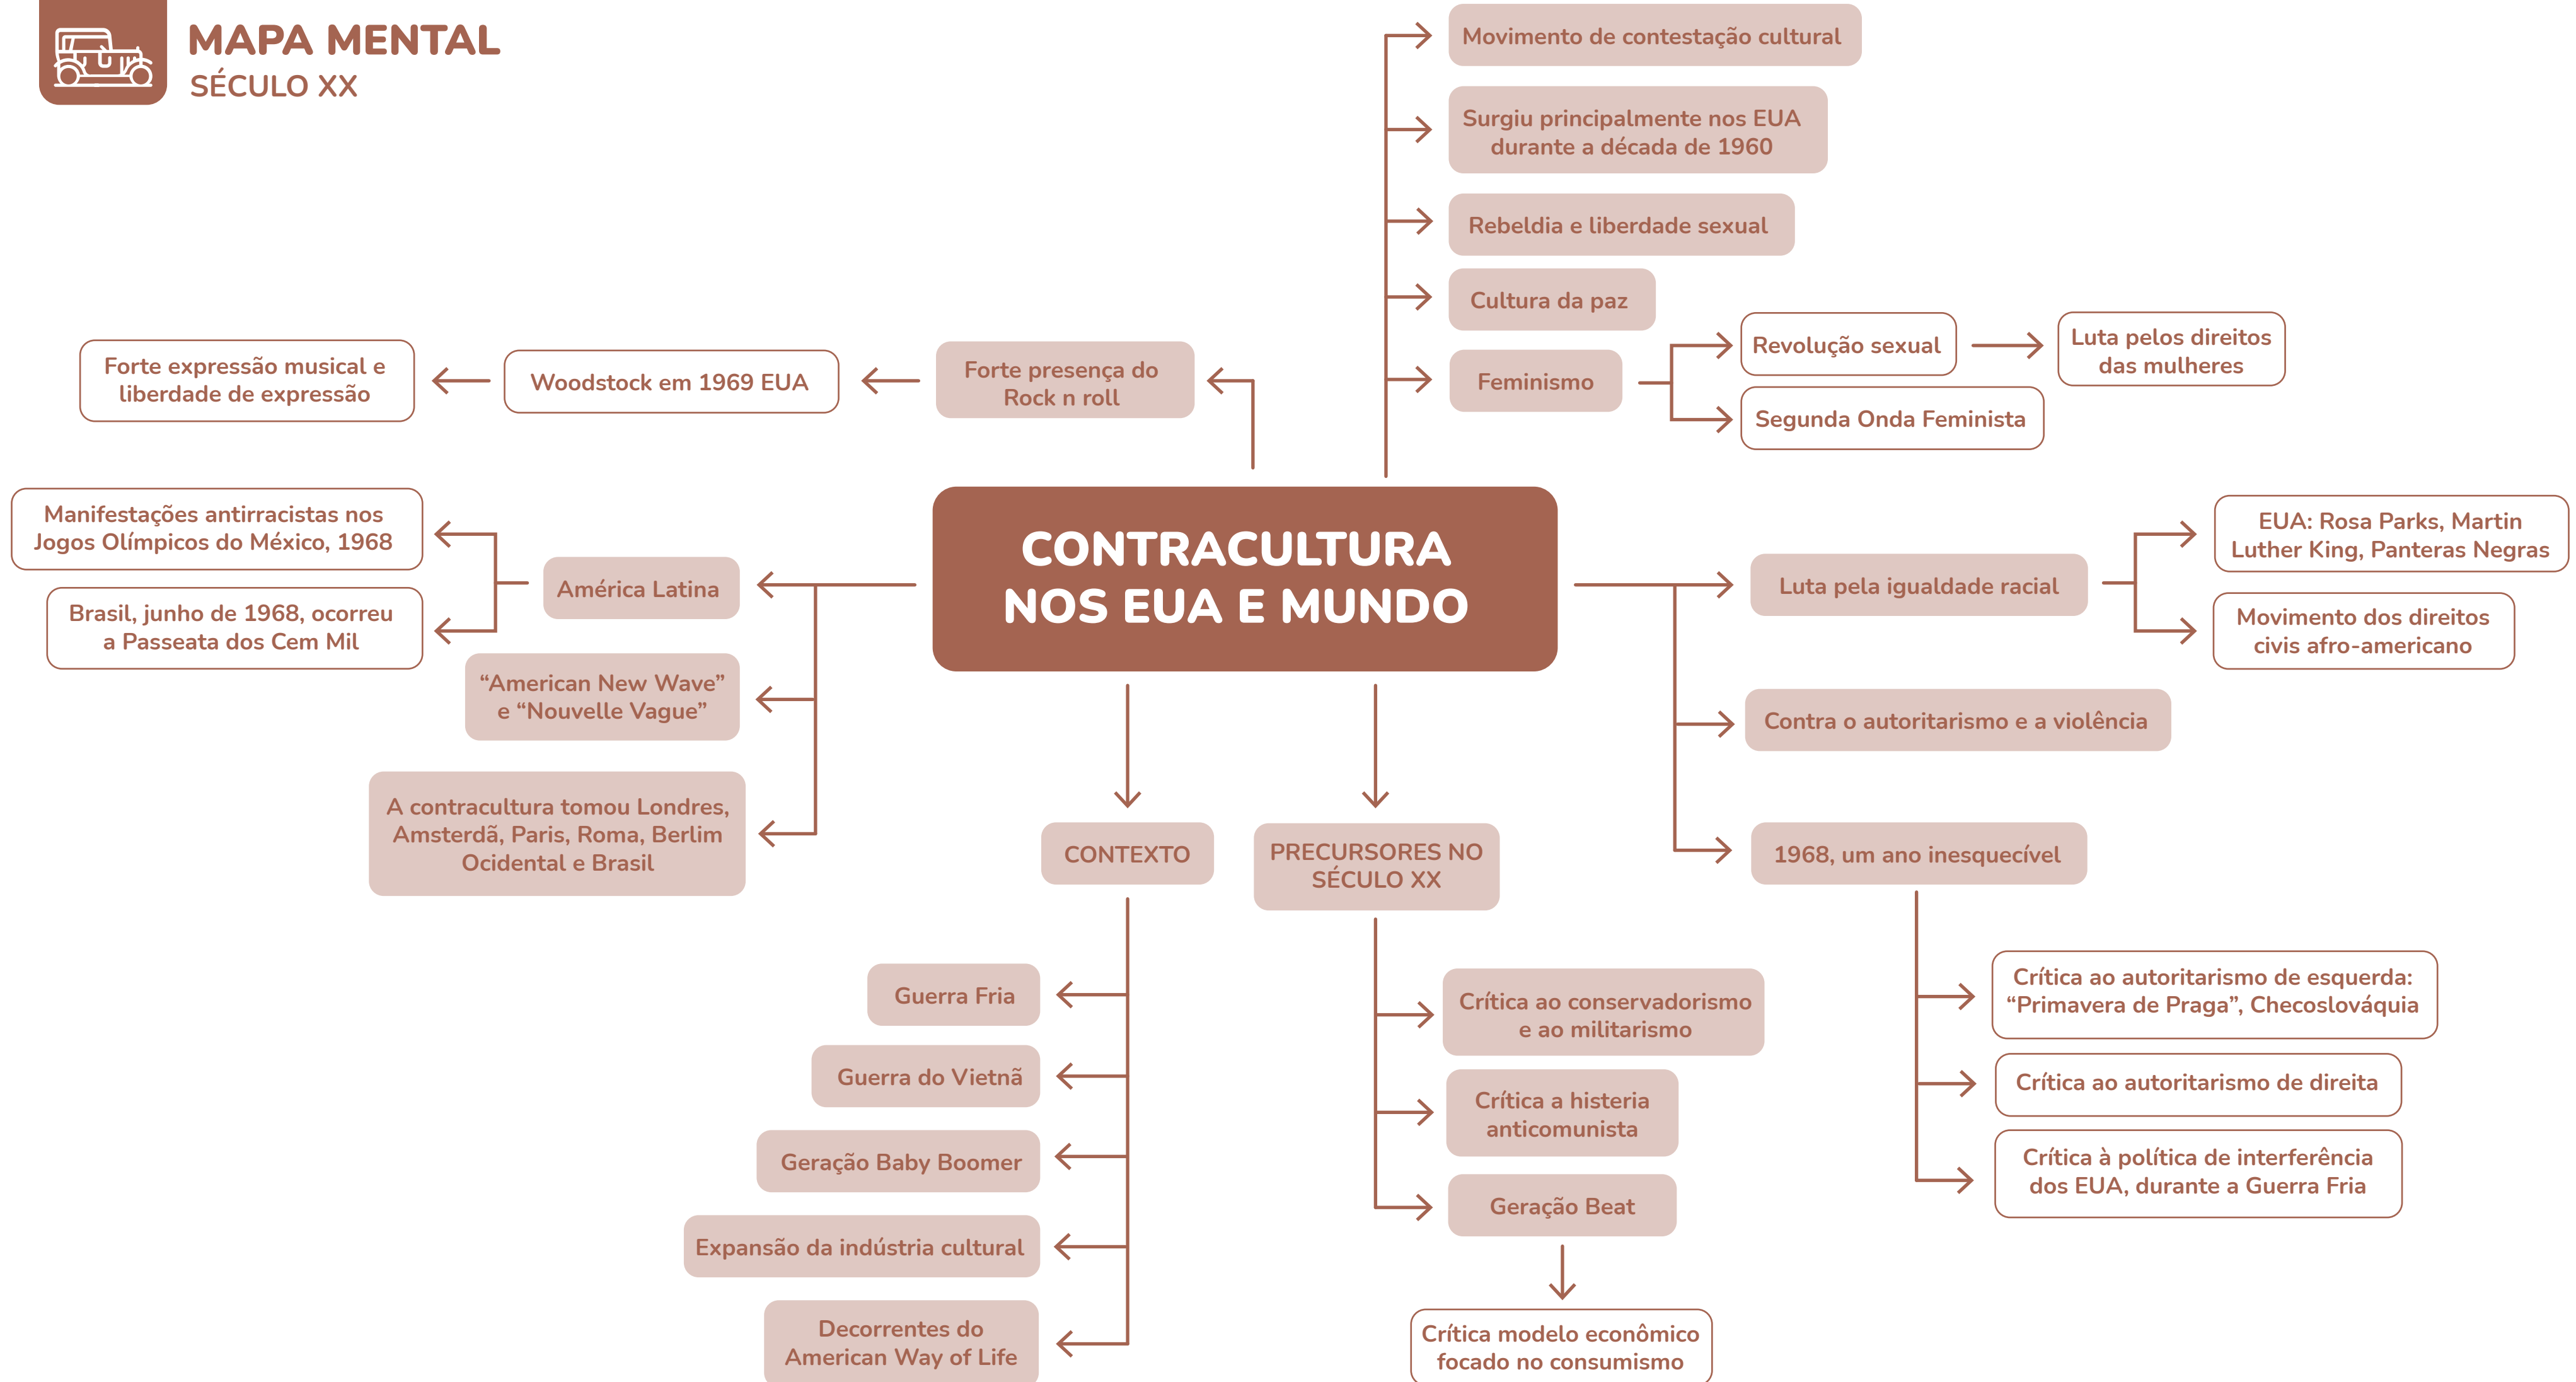 MAPA MENTAL
SÉCULO XX
Movimento de contestação cultural
Surgiu principalmente nos EUA
durante a década de 1960
Rebeldia e liberdade sexual
Cultura da paz
Feminismo
Revolução sexual
Luta pelos direitos
das mulheres
Segunda Onda Feminista
Forte presença do
Rock n roll
Woodstock em 1969 EUA
Forte expressão musical e
liberdade de expressão
CONTRACULTURA
NOS EUA E MUNDO
América Latina
Manifestações antirracistas nos
Jogos Olímpicos do México, 1968
Brasil, junho de 1968, ocorreu
a Passeata dos Cem Mil
“American New Wave”
e “Nouvelle Vague”
A contracultura tomou Londres,
Amsterdã, Paris, Roma, Berlim
Ocidental e Brasil
Luta pela igualdade racial
EUA: Rosa Parks, Martin
Luther King, Panteras Negras
Movimento dos direitos
civis afro-americano
Contra o autoritarismo e a violência
1968, um ano inesquecível
Crítica ao autoritarismo de esquerda:
“Primavera de Praga”, Checoslováquia
Crítica ao autoritarismo de direita
Crítica à política de interferência
dos EUA, durante a Guerra Fria
CONTEXTO
Guerra Fria
Guerra do Vietnã
Geração Baby Boomer
Expansão da indústria cultural
Decorrentes do
American Way of Life
PRECURSORES NO
SÉCULO XX
Crítica ao conservadorismo
e ao militarismo
Crítica a histeria
anticomunista
Geração Beat
Crítica modelo econômico
focado no consumismo